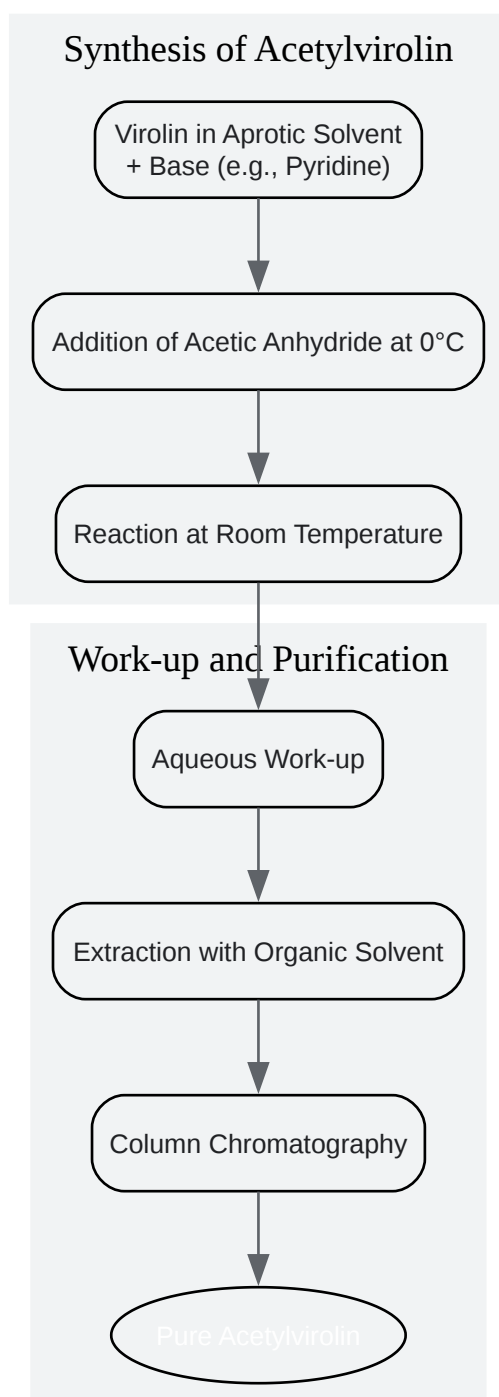 Synthesis of Acetylvirolin
Virolin in Aprotic Solvent
+ Base (e.g., Pyridine)
Addition of Acetic Anhydride at 0°C
Reaction at Room Temperature
Work-up and Purification
Aqueous Work-up
Extraction with Organic Solvent
Column Chromatography
Pure Acetylvirolin